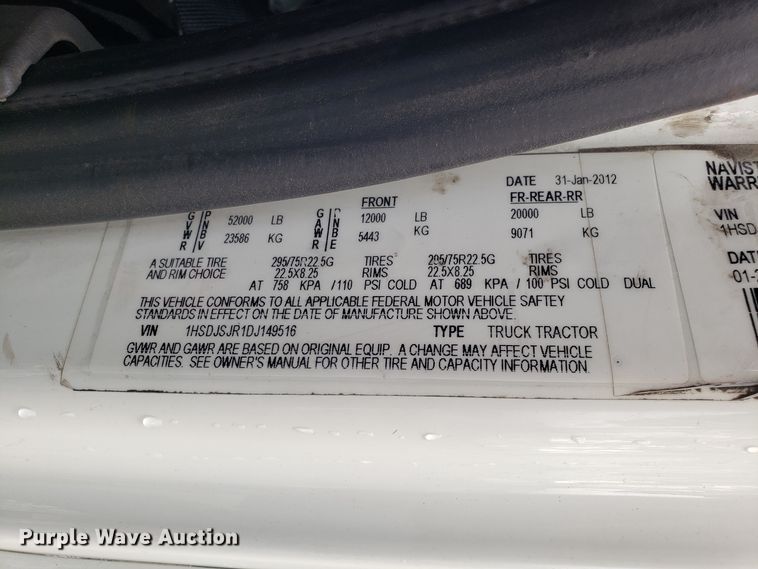 DATE 31-Jan-2012
FRONT FR-REAR-RR
G P 52000 LB G P 12000 LB 20000 LB
V N A N
W B 23586 KG W B 5443 KG 9071 KG
R V R E
A SUITABLE TIRE 295/75R22.5G TIRES 295/75R22.5G TIRES
AND RIM CHOICE 22.5X8.25 RIMS 22.5X8.25 RIMS
AT 758 KPA /110 PSI COLD AT 689 KPA / 100 PSI COLD DUAL
THIS VEHICLE CONFORMS TO ALL APPLICABLE FEDERAL MOTOR VEHICLE SAFTEY
STANDARDS IN EFFECT ON THE DATE OF MANUFACTURE SHOWN ABOVE.
VIN 1HSDJSJR1DJ149516 TYPE TRUCK TRACTOR
GVWR AND GAWR ARE BASED ON ORIGINAL EQUIP. A CHANGE MAY AFFECT VEHICLE
CAPACITIES. SEE OWNER'S MANUAL FOR OTHER TIRE AND CAPACITY INFORMATION.
NAVIST
WARR
VIN
1HSD
DATE
01-2
Purple Wave Auction